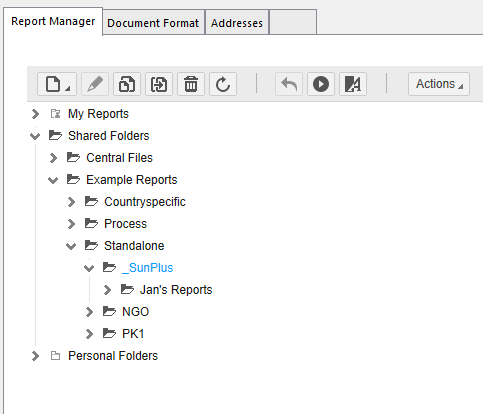 Report Manager Document Format Addresses
Actions
My Reports
Shared Folders
Central Files
Example Reports
Countryspecific
Process
Standalone
_SunPlus
Jan's Reports
NGO
PK1
Personal Folders